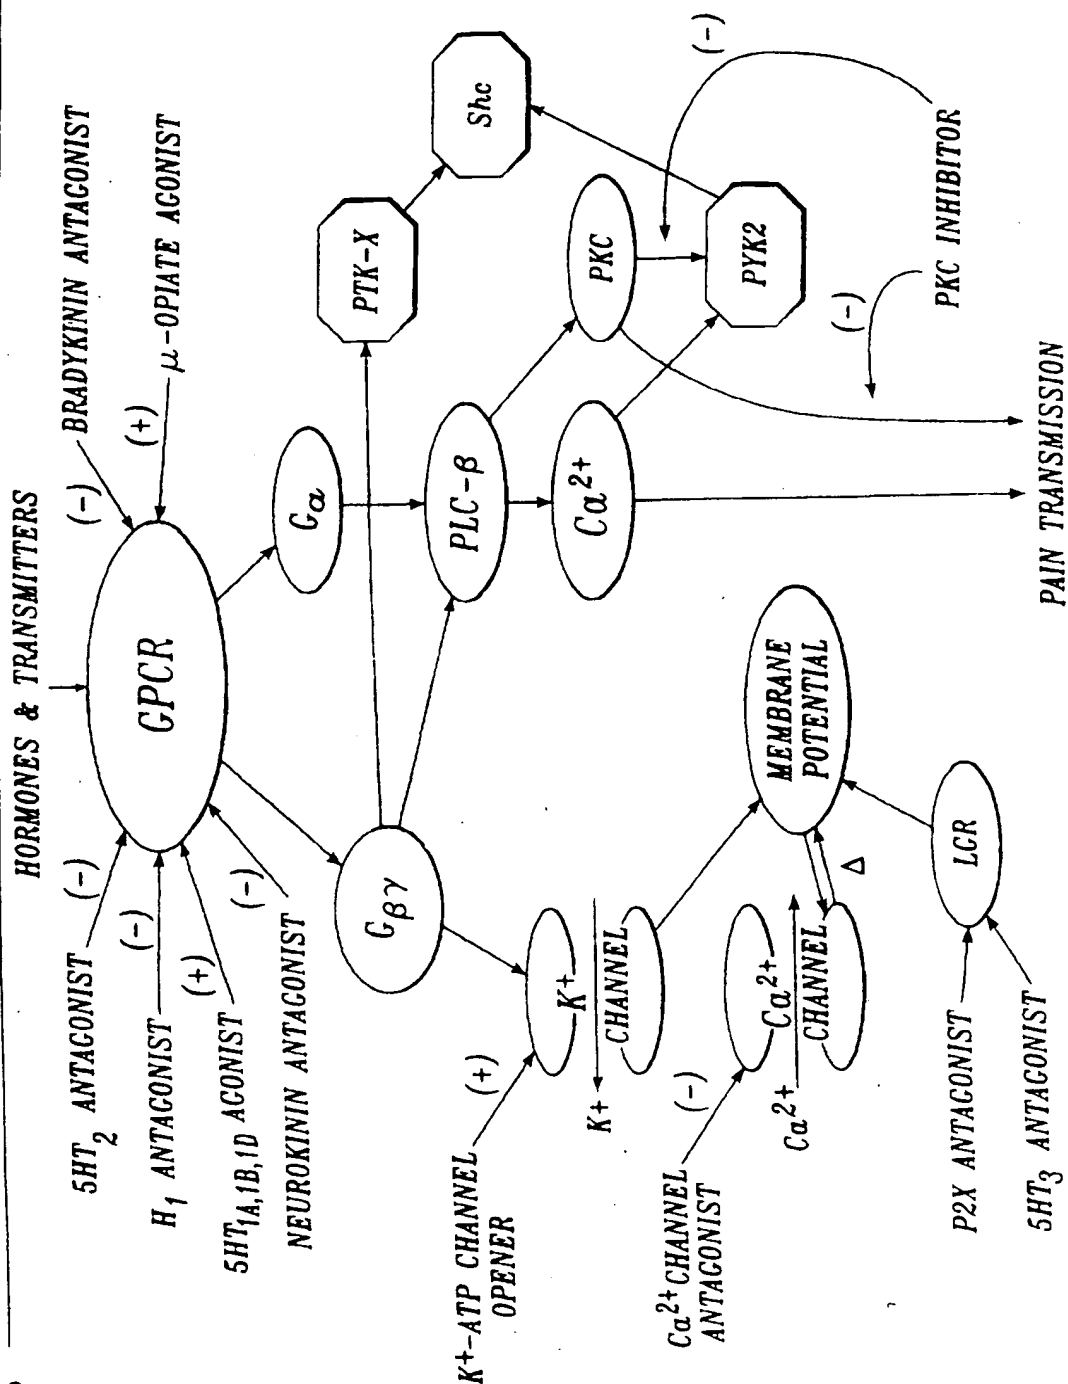 HORMONES & TRANSMITTERS
5HT2 ANTAGONIST
(-)
H1 ANTAGONIST
(-)
5HT1A,1B,1D AGONIST
(+)
NEUROKININ ANTAGONIST
(-)
GPCR
(-)
BRADYKININ ANTAGONIST
(+)
μ-OPIATE AGONIST
Gα
Gβγ
PTK-X
Shc
PLC-β
PKC
Ca2+
PYK2
(-)
(-)
PKC INHIBITOR
PAIN TRANSMISSION
K+-ATP CHANNEL
OPENER
(+)
K+
CHANNEL
K+
Ca2+CHANNEL
ANTAGONIST
(-)
Ca2+
CHANNEL
Ca2+
MEMBRANE
POTENTIAL
Δ
LGR
P2X ANTAGONIST
5HT3 ANTAGONIST